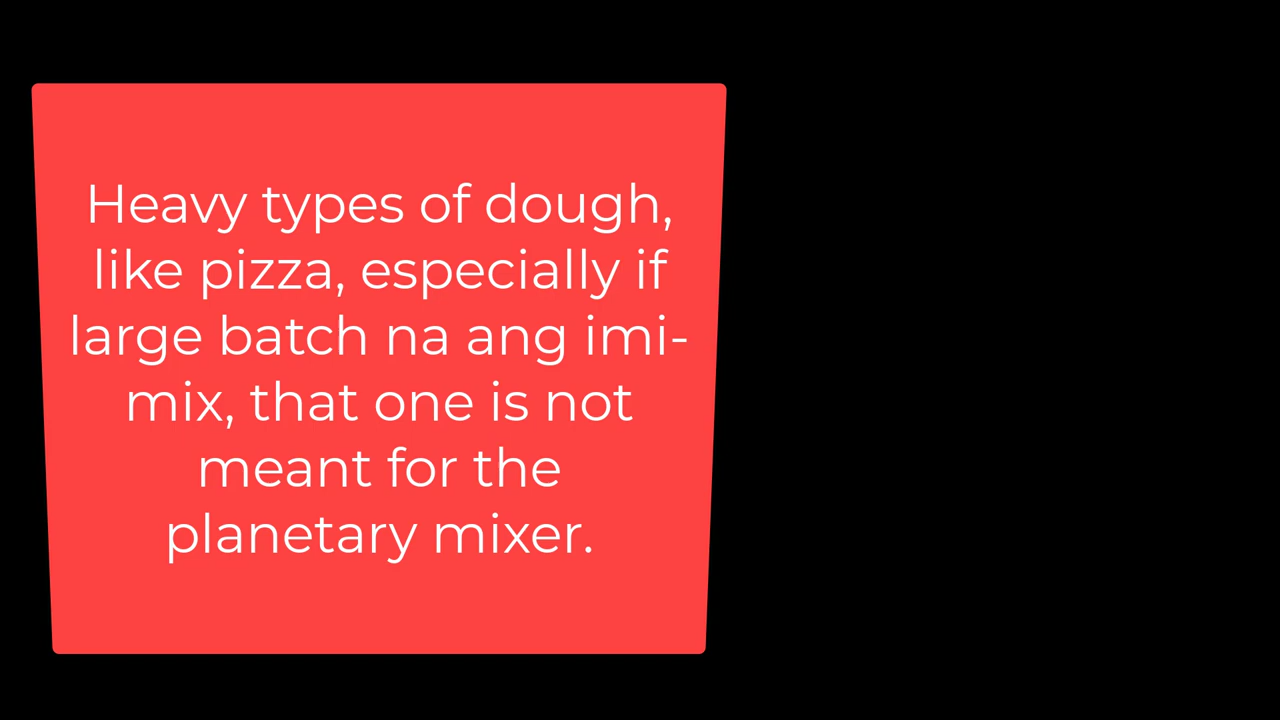 Heavy types of dough,
like pizza, especially if
large batch na ang imi-
mix, that one is not
meant for the
planetary mixer.